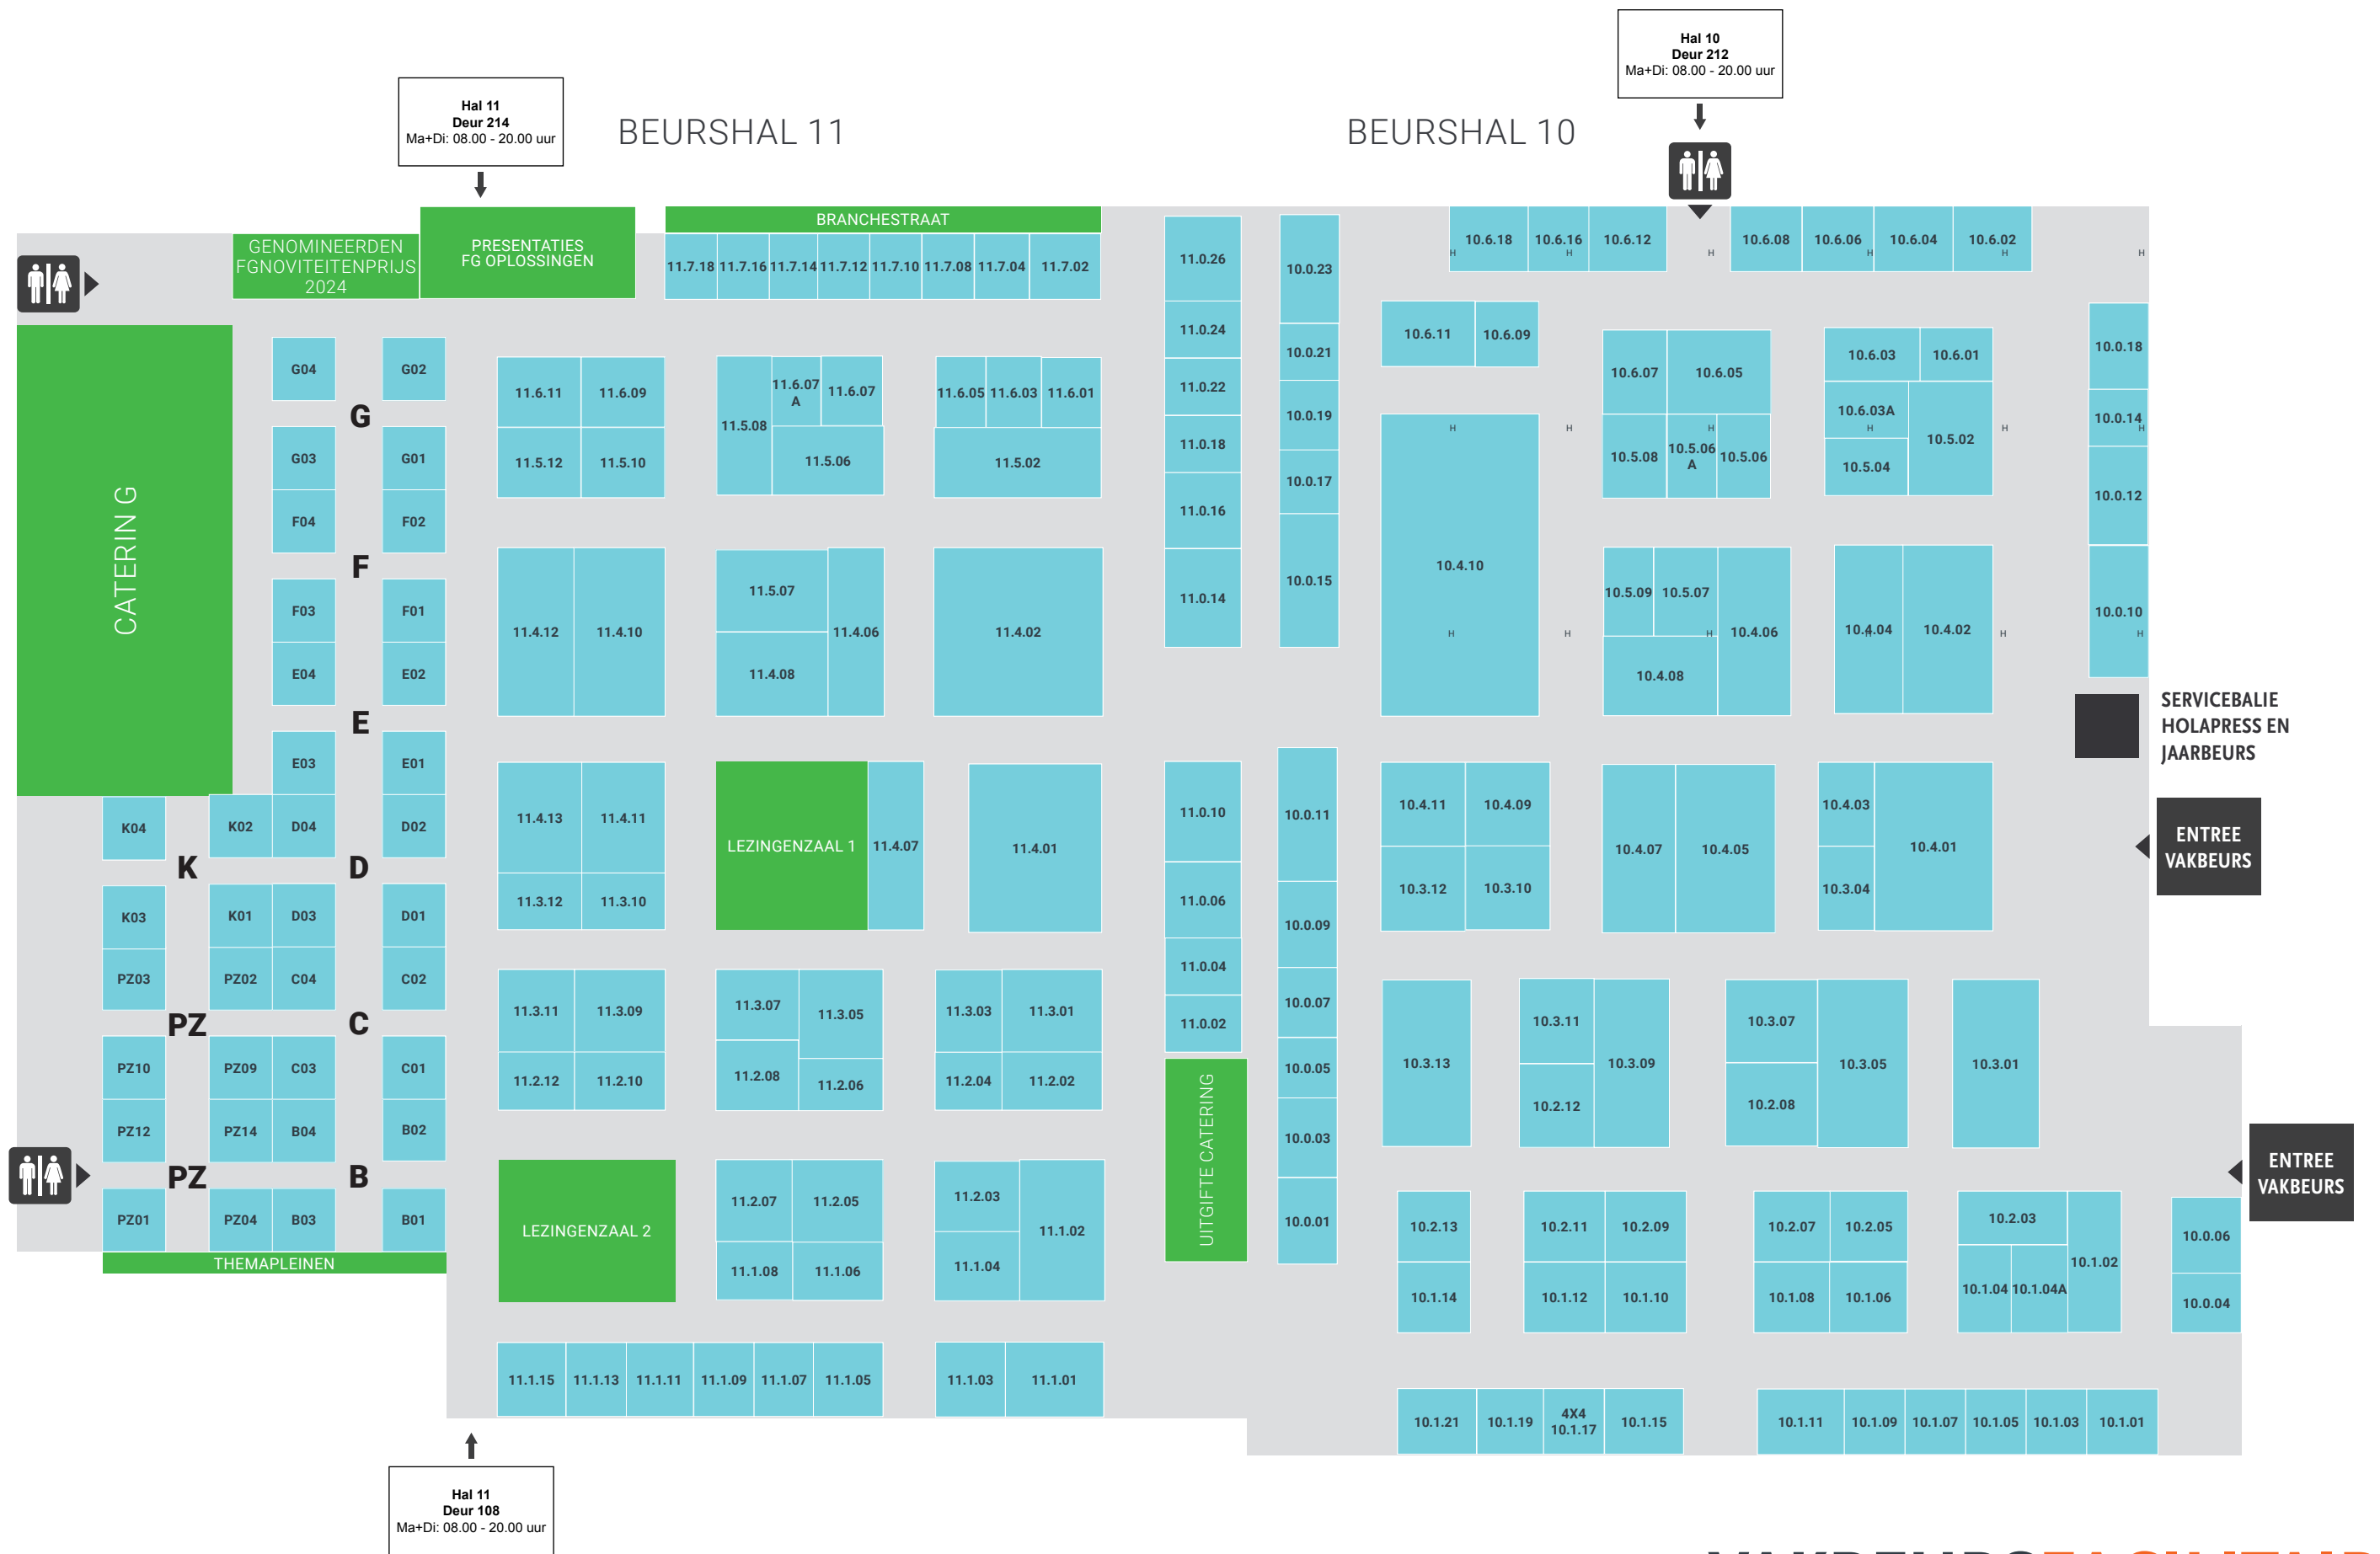 Hal 10
Deur 212
Ma+Di: 08.00 - 20.00 uur
Hal 11
Deur 214
Ma+Di: 08.00 - 20.00 uur
BEURSHAL 11
BEURSHAL 10
GENOMINEERDEN
FGNOVITEITENPRIJS
2024
PRESENTATIES
FG OPLOSSINGEN
BRANCHESTRAAT
11.7.18 11.7.16 11.7.14 11.7.12 11.7.10 11.7.08 11.7.04 11.7.02
CATERING
G04 G02
G
G03 G01
F04 F02
F
F03 F01
E04 E02
E
E03 E01
K04 K02 D04 D02
K D
K03 K01 D03 D01
PZ03 PZ02 C04 C02
PZ C
PZ10 PZ09 C03 C01
PZ12 PZ14 B04 B02
PZ B
PZ01 PZ04 B03 B01
THEMAPLEINEN
11.6.11 11.6.09
11.5.12 11.5.10
11.5.08
11.6.07
A
11.6.07
11.5.06
11.6.05 11.6.03 11.6.01
11.5.02
11.4.12 11.4.10
11.5.07
11.4.08
11.4.06
11.4.02
11.4.13 11.4.11
11.3.12 11.3.10
LEZINGENZAAL 1
11.4.07
11.4.01
11.3.11 11.3.09
11.2.12 11.2.10
11.3.07 11.3.05
11.2.08 11.2.06
11.3.03 11.3.01
11.2.04 11.2.02
LEZINGENZAAL 2
11.2.07 11.2.05
11.1.08 11.1.06
11.2.03
11.1.04
11.1.02
11.1.15 11.1.13 11.1.11 11.1.09 11.1.07 11.1.05
11.1.03 11.1.01
11.0.26
11.0.24
11.0.22
11.0.18
11.0.16
11.0.14
11.0.10
11.0.06
11.0.04
11.0.02
UITGIFTE CATERING
10.0.23
10.0.21
10.0.19
10.0.17
10.0.15
10.0.11
10.0.09
10.0.07
10.0.05
10.0.03
10.0.01
10.6.18 10.6.16 10.6.12
10.6.08 10.6.06 10.6.04 10.6.02
H H H H H H
10.6.11 10.6.09
10.6.07 10.6.05
10.5.08
10.5.06
A
10.5.06
10.6.03 10.6.01
10.6.03A
10.5.04
10.5.02
H H H H H H
10.4.10
10.5.09 10.5.07
10.4.08
10.4.06
10.4.04 10.4.02
H H H H H H
10.0.18
10.0.14
10.0.12
10.0.10
SERVICEBALIE
HOLAPRESS EN
JAARBEURS
ENTREE
VAKBEURS
10.4.11 10.4.09
10.3.12 10.3.10
10.4.07 10.4.05
10.4.03
10.3.04
10.4.01
10.3.13
10.3.11
10.2.12
10.3.09
10.3.07
10.2.08
10.3.05
10.3.01
ENTREE
VAKBEURS
10.2.13
10.1.14
10.2.11 10.2.09
10.1.12 10.1.10
10.2.07 10.2.05
10.1.08 10.1.06
10.2.03
10.1.04 10.1.04A
10.1.02
10.0.06
10.0.04
10.1.21 10.1.19
4X4
10.1.17
10.1.15
10.1.11 10.1.09 10.1.07 10.1.05 10.1.03 10.1.01
Hal 11
Deur 108
Ma+Di: 08.00 - 20.00 uur